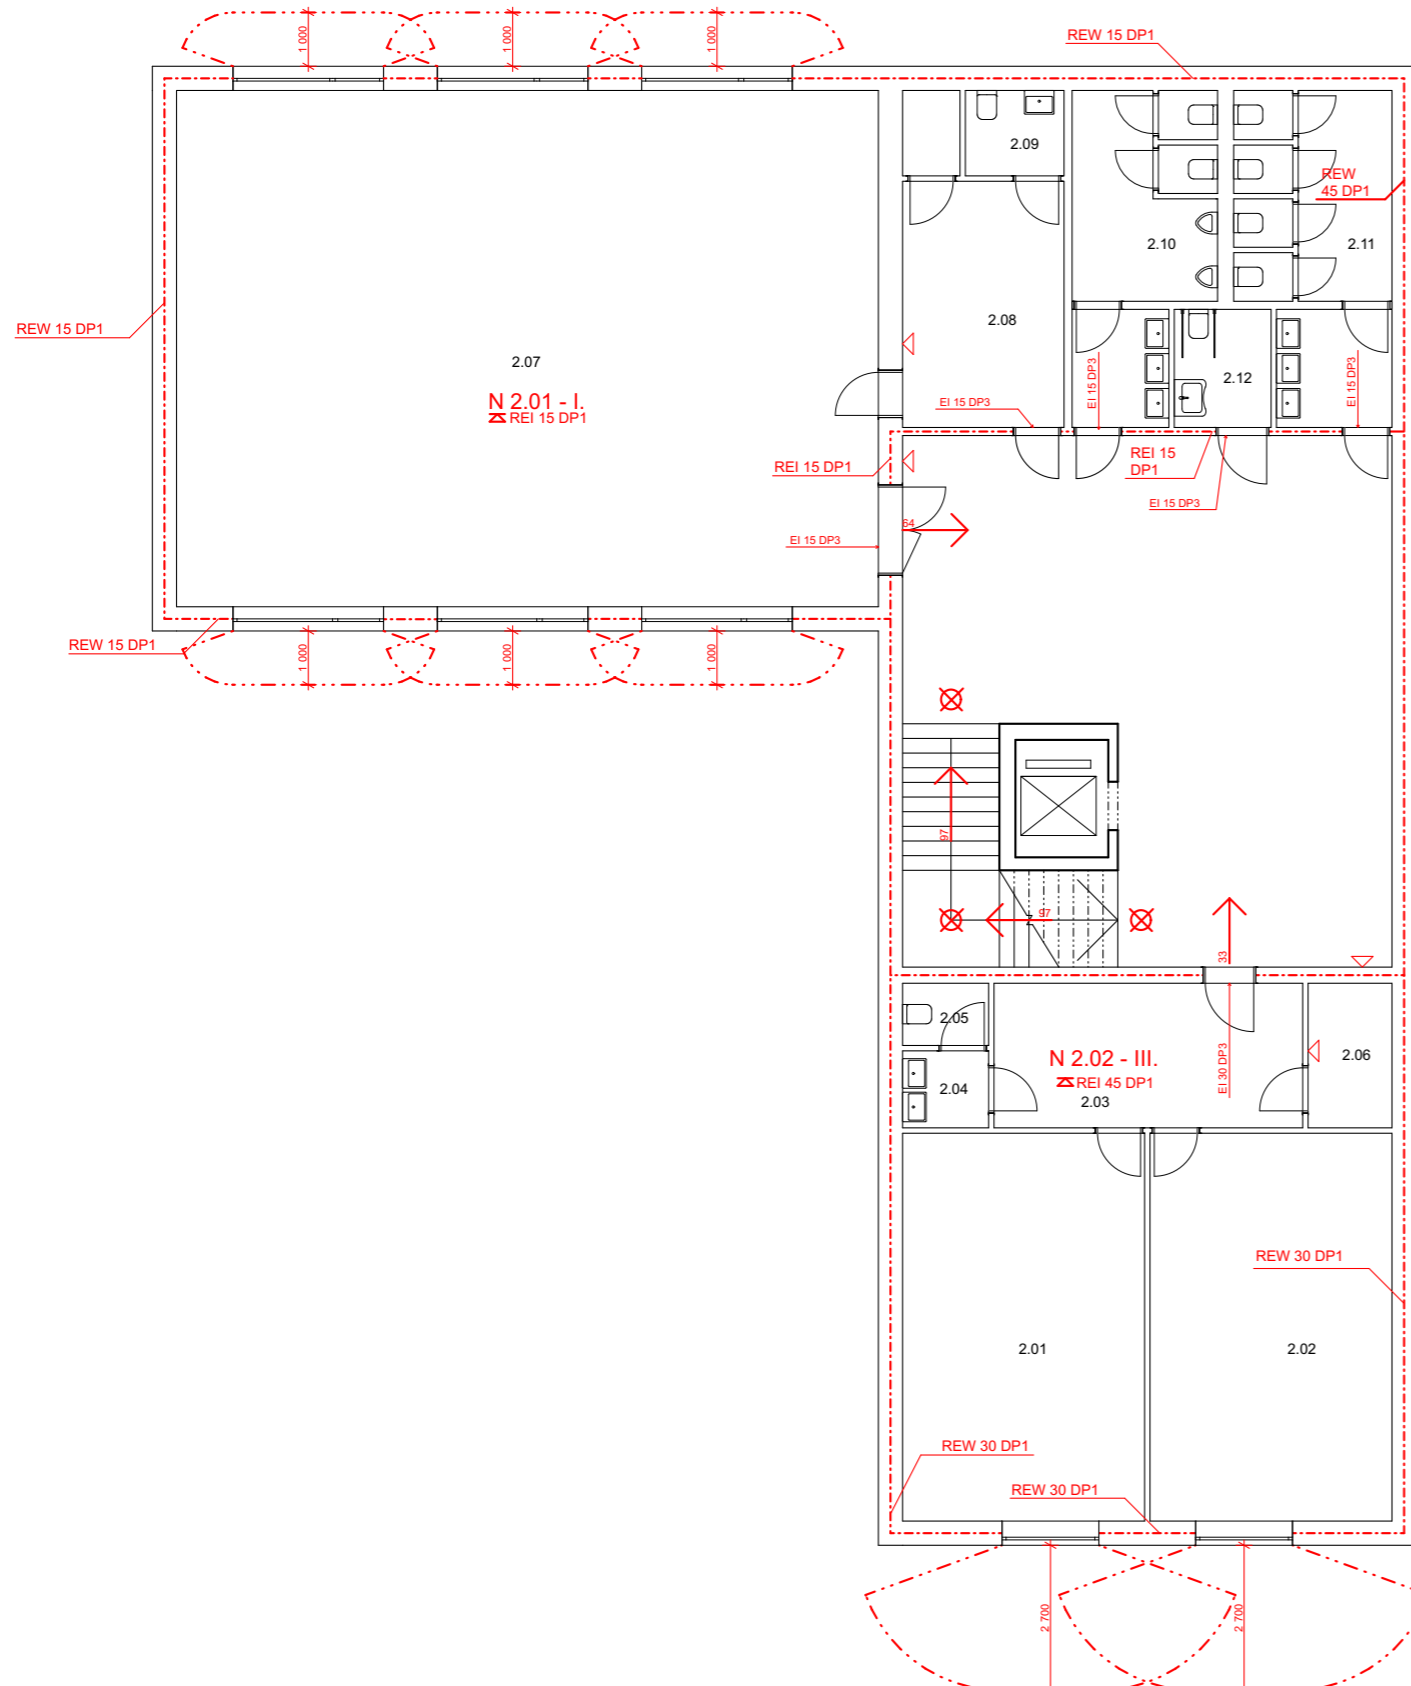 1 000
1 000
1 000
REW 15 DP1
2.09
REW
45 DP1
2.10
2.11
REW 15 DP1
2.08
2.07
2.12
EI 15 DP3
EI 15 DP3
N 2.01 - I.
REI 15 DP1
EI 15 DP3
REI 15 DP1
REI 15
DP1
EI 15 DP3
64
EI 15 DP3
REW 15 DP1
1 000
1 000
1 000
97
97
33
2.05
N 2.02 - III.
REI 45 DP1
2.06
EI 30 DP3
2.04
2.03
REW 30 DP1
2.01
2.02
REW 30 DP1
REW 30 DP1
2 700
2 700